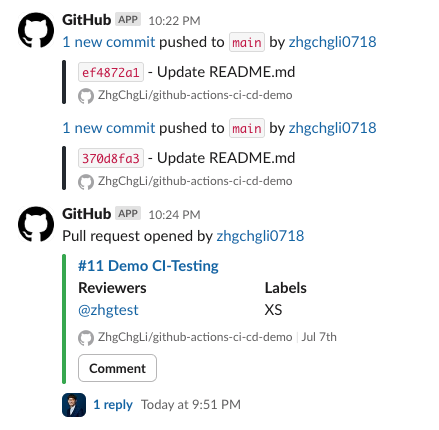 GitHub APP 10:22 PM
1 new commit pushed to main by zhgchgli0718
ef4872a1 - Update README.md
ZhgChgLi/github-actions-ci-cd-demo
1 new commit pushed to main by zhgchgli0718
370d8fa3 - Update README.md
ZhgChgLi/github-actions-ci-cd-demo
GitHub APP 10:24 PM
Pull request opened by zhgchgli0718
#11 Demo CI-Testing
Reviewers Labels
@zhgtest XS
ZhgChgLi/github-actions-ci-cd-demo Jul 7th
Comment
1 reply Today at 9:51 PM